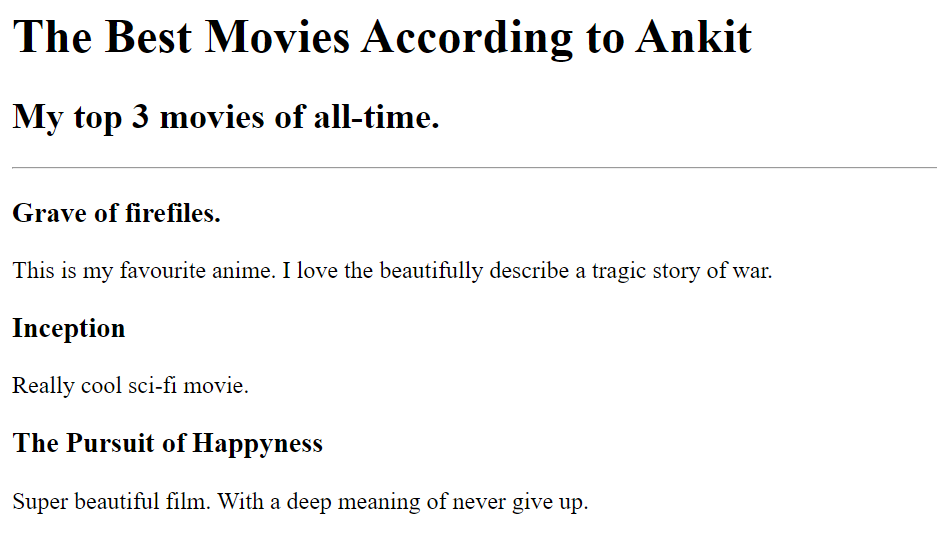 The Best Movies According to Ankit
My top 3 movies of all-time.
Grave of firefiles.
This is my favourite anime. I love the beautifully describe a tragic story of war.
Inception
Really cool sci-fi movie.
The Pursuit of Happyness
Super beautiful film. With a deep meaning of never give up.